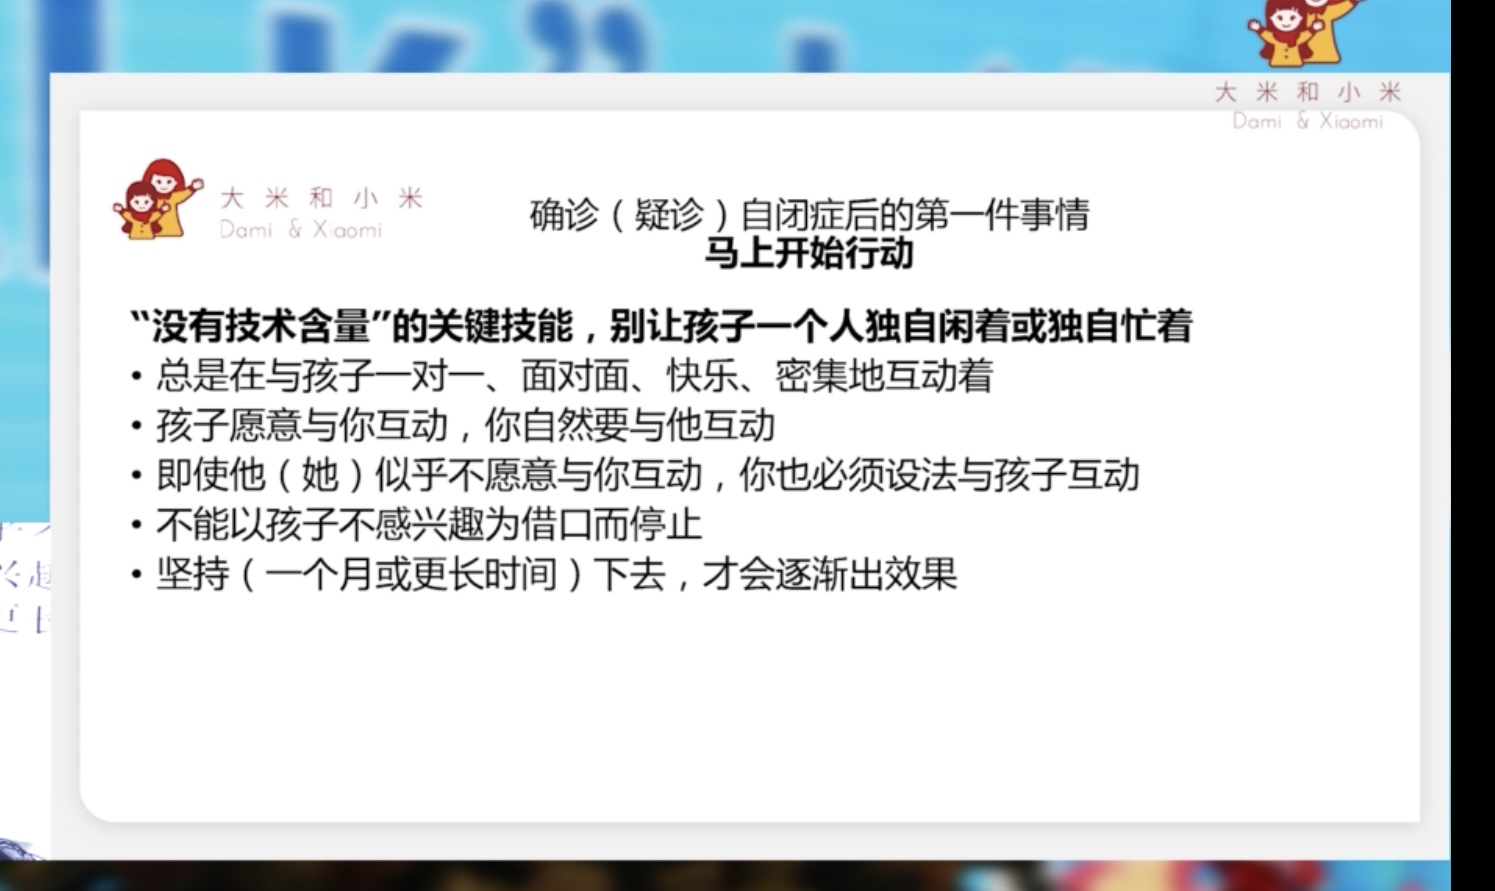 大米和小米
Dami & Xiaomi
大米和小米
Dami & Xiaomi
确诊（疑诊）自闭症后的第一件事情
马上开始行动
“没有技术含量”的关键技能，别让孩子一个人独自闲着或独自忙着
• 总是在与孩子一对一、面对面、快乐、密集地互动着
• 孩子愿意与你互动，你自然要与他互动
• 即使他（她）似乎不愿意与你互动，你也必须设法与孩子互动
• 不能以孩子不感兴趣为借口而停止
• 坚持（一个月或更长时间）下去，才会逐渐出效果